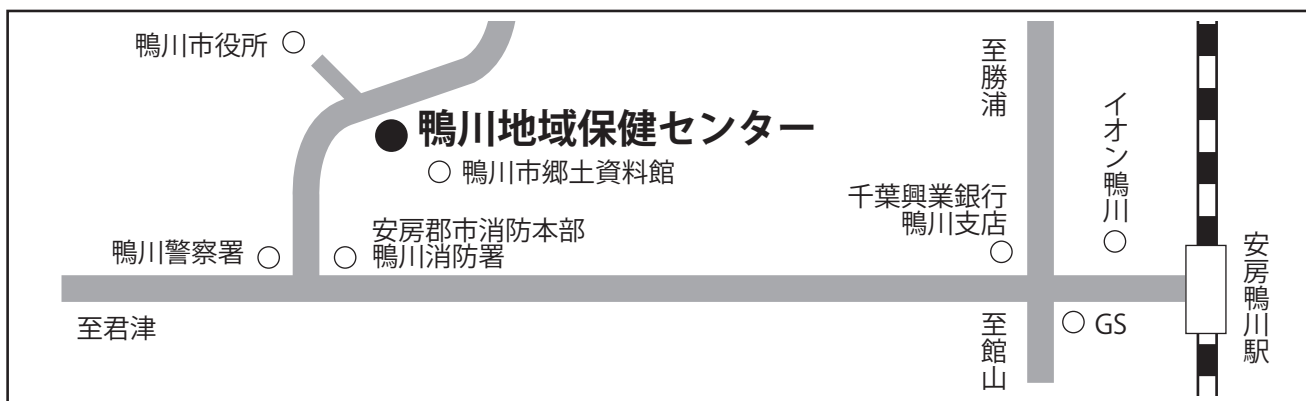 鴨川市役所
鴨川地域保健センター
鴨川市郷土資料館
鴨川警察署
安房郡市消防本部
鴨川消防署
至君津
至勝浦
イオン鴨川
千葉興業銀行
鴨川支店
安房鴨川駅
至館山
GS